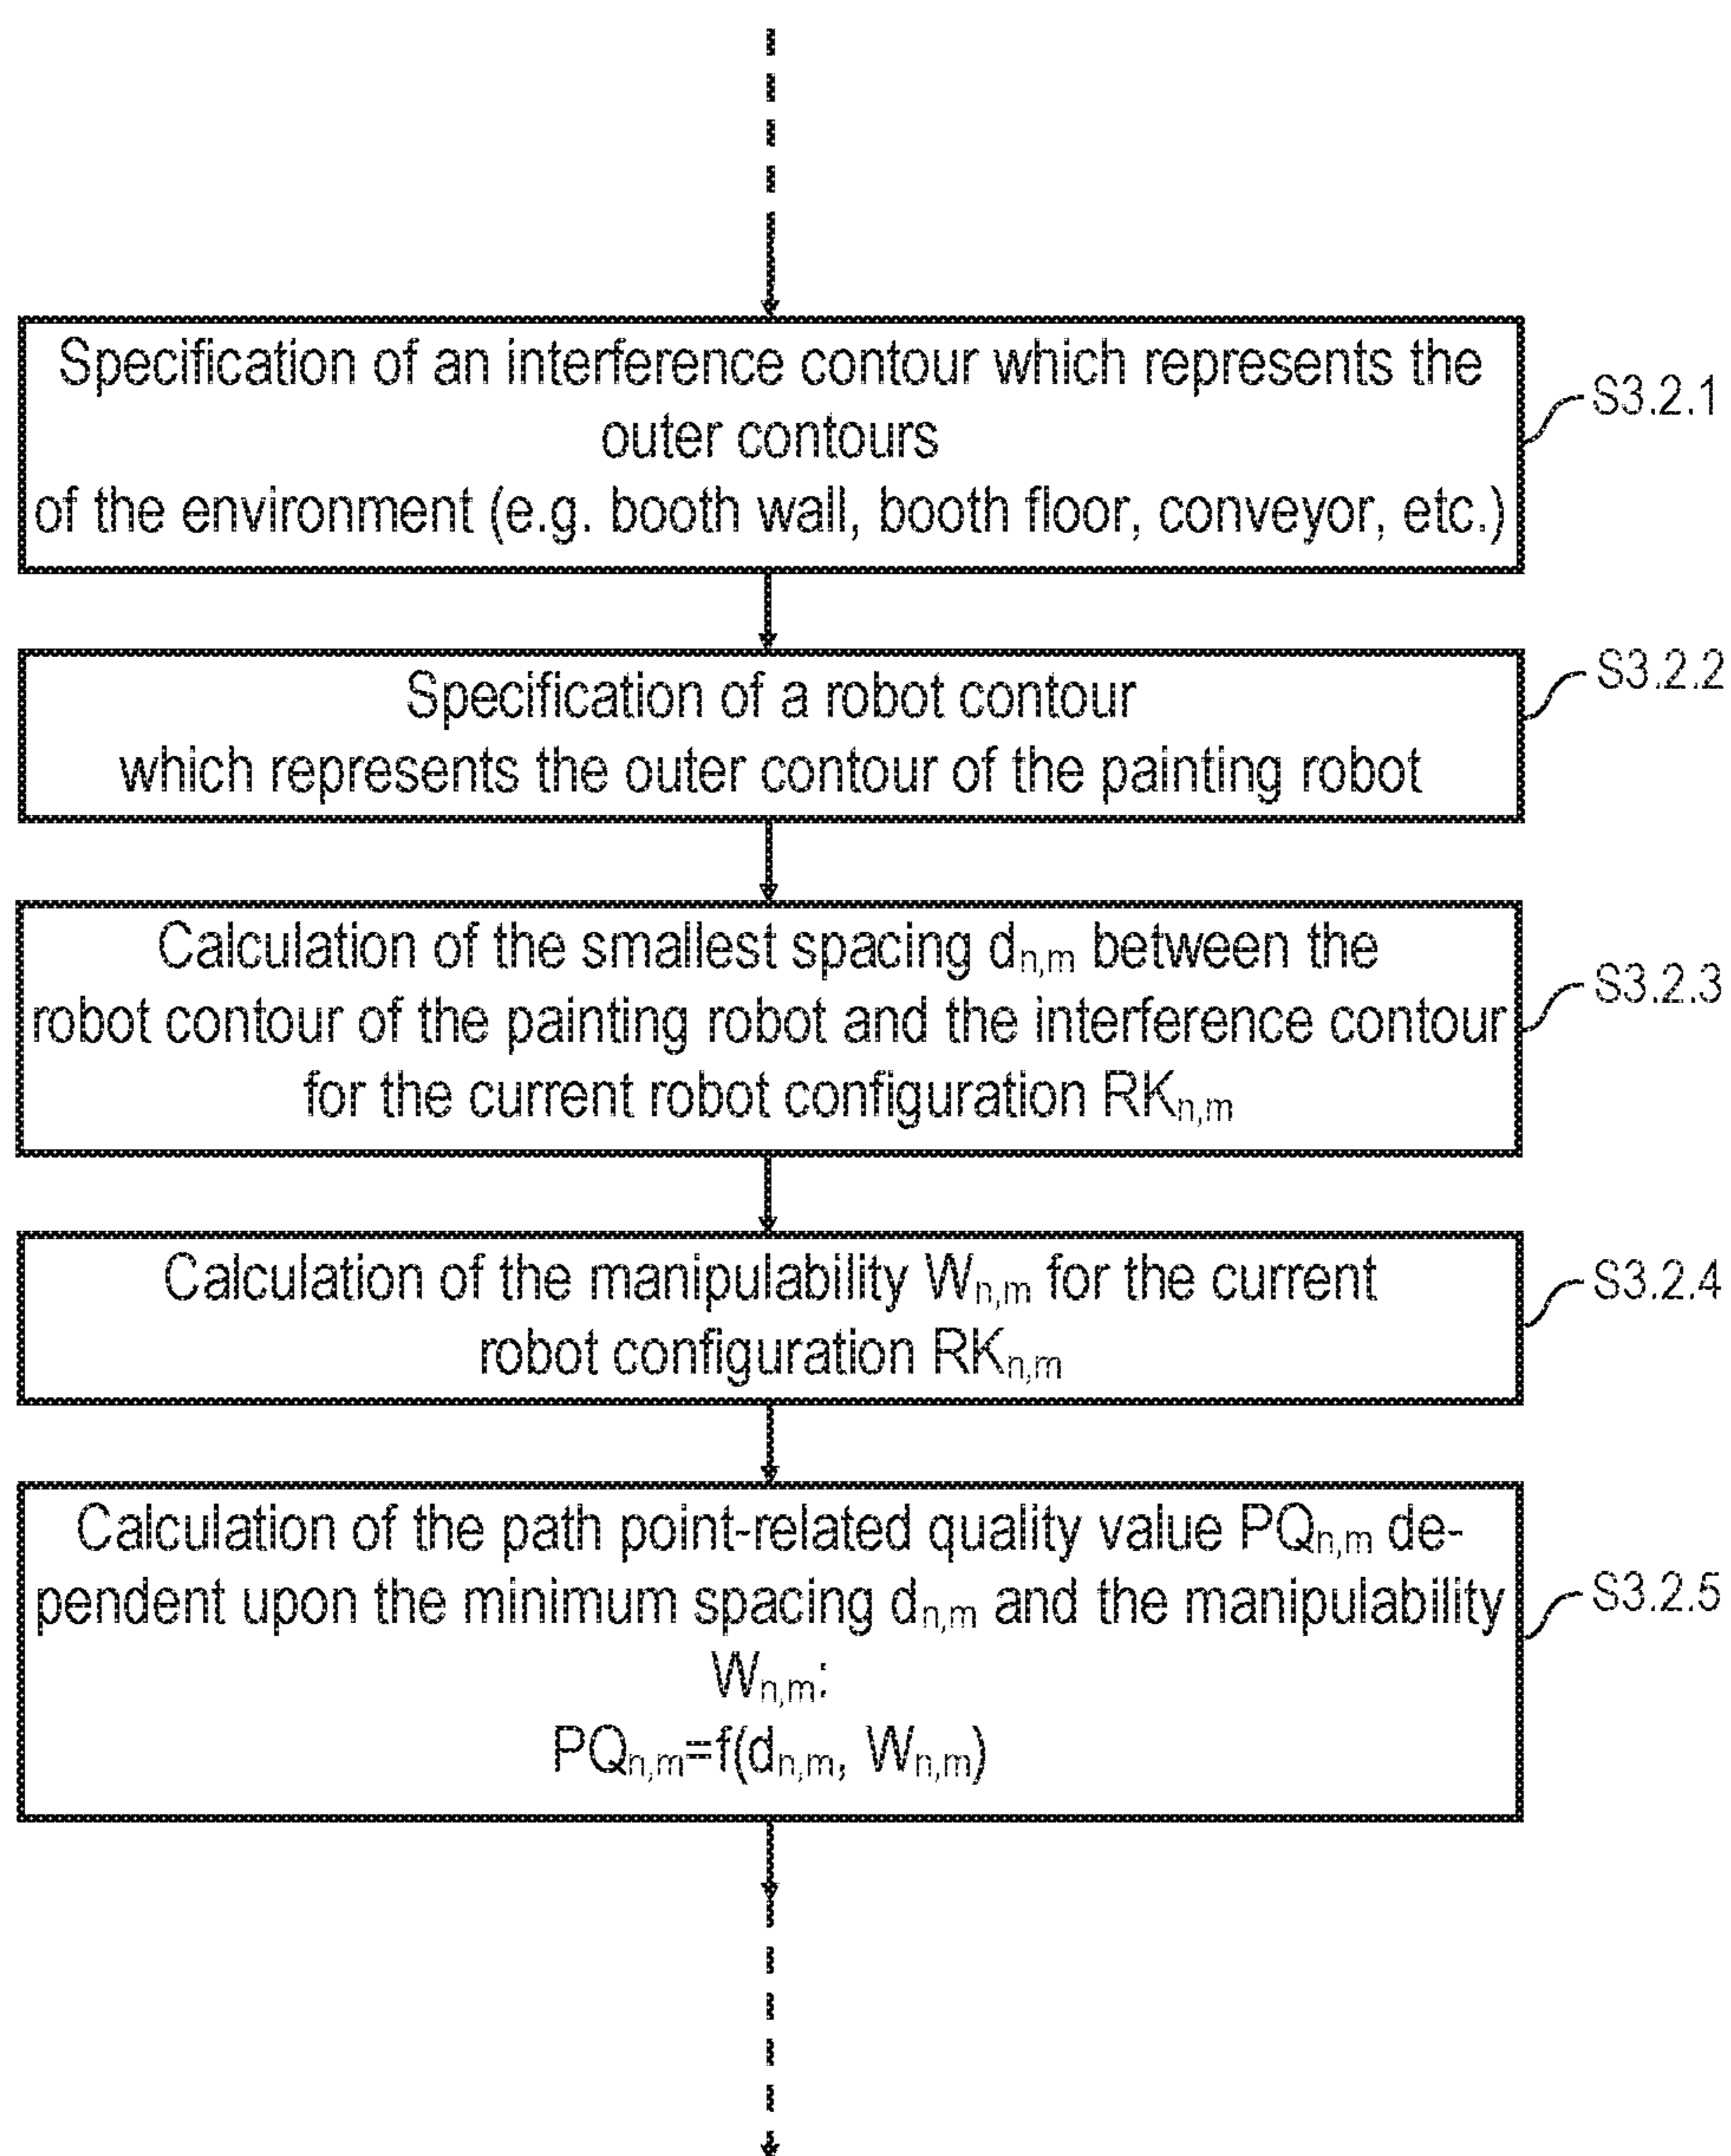 Specification of an interference contour which represents the
outer contours
of the environment (e.g. booth wall, booth floor, conveyor, etc.)
S3.2.1
Specification of a robot contour
which represents the outer contour of the painting robot
S3.2.2
Calculation of the smallest spacing dn,m between the
robot contour of the painting robot and the interference contour
for the current robot configuration RKn,m
S3.2.3
Calculation of the manipulability Wn,m for the current
robot configuration RKn,m
S3.2.4
Calculation of the path point-related quality value PQn,m de-
pendent upon the minimum spacing dn,m and the manipulability
Wn,m:
PQn,m=f(dn,m, Wn,m)
S3.2.5